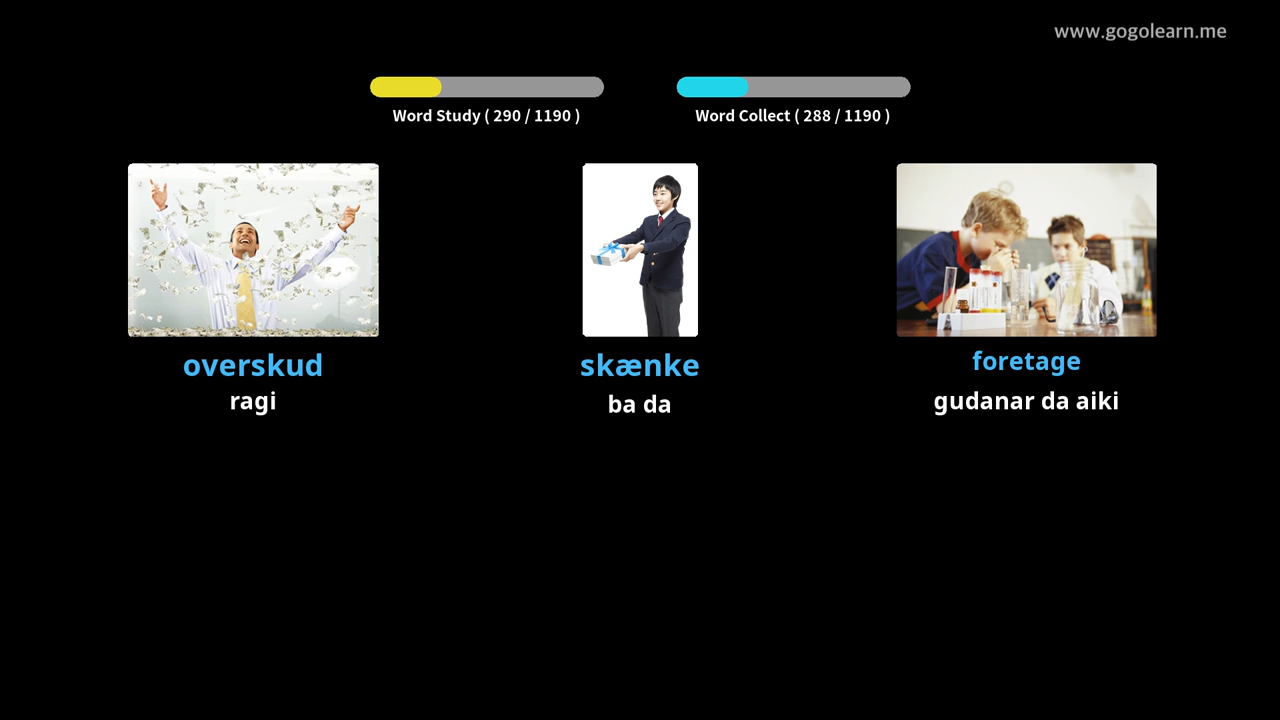 www.gogolearn.me
Word Study ( 290 / 1190 )
Word Collect ( 288 / 1190 )
overskud
ragi
skænke
ba da
foretage
gudanar da aiki